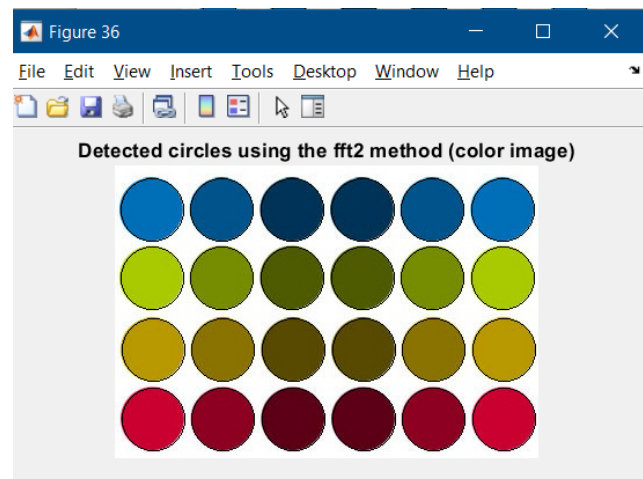 Figure 36
File Edit View Insert Tools Desktop Window Help
Detected circles using the fft2 method (color image)